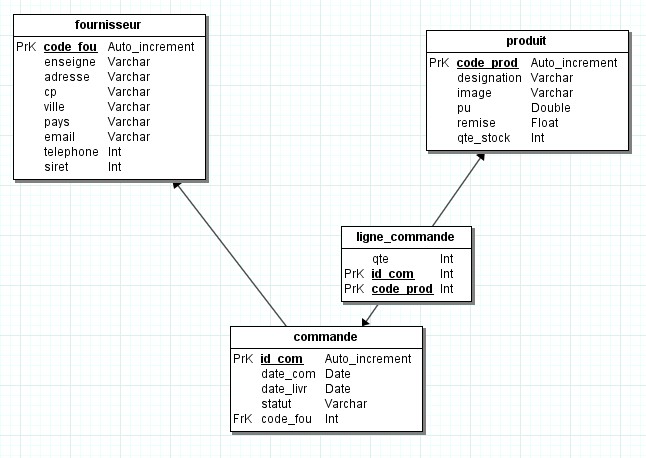 fournisseur
PrK code_fou Auto_increment
enseigne Varchar
adresse Varchar
cp Varchar
ville Varchar
pays Varchar
email Varchar
telephone Int
siret Int
produit
PrK code_prod Auto_increment
designation Varchar
image Varchar
pu Double
remise Float
qte_stock Int
ligne_commande
qte Int
PrK id_com Int
PrK code_prod Int
commande
PrK id_com Auto_increment
date_com Date
date_livr Date
statut Varchar
FrK code_fou Int